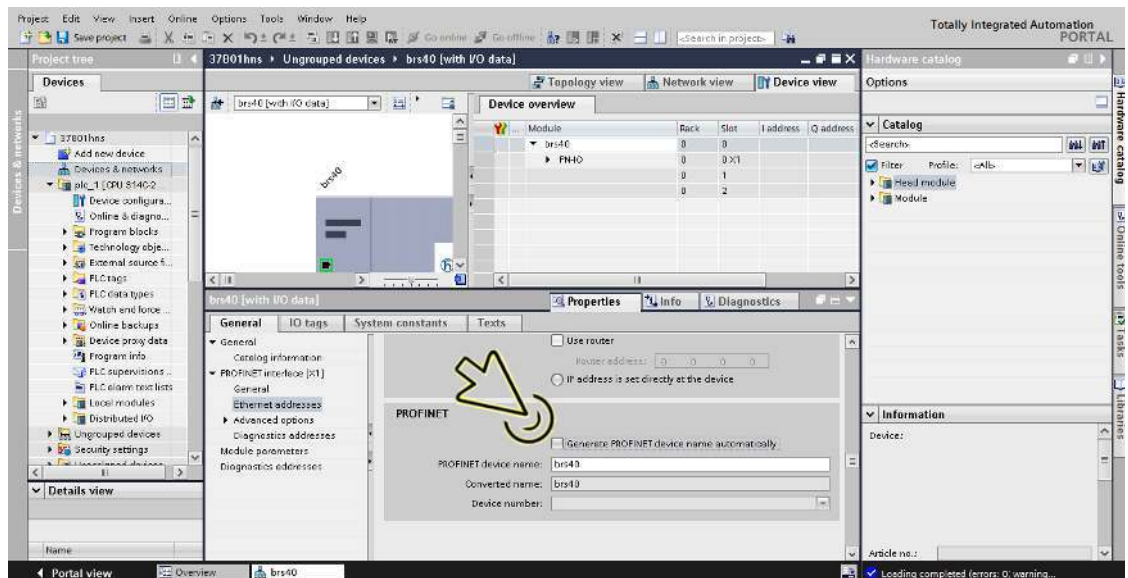 Project Edit View Insert Online Options Tools Window Help
Totally Integrated Automation
PORTAL
Save project
Go online
Go offline
<Search in project>
Project tree
37801hns
Ungrouped devices
brs40 [with I/O data]
Hardware catalog
Devices
Topology view
Network view
Device view
Options
brs40 [with I/O data]
Device overview
Module
Rack
Slot
I address
Q address
brs40
0
0
PN-IO
0
0 X1
0
1
0
2
brs40
Catalog
<Search>
Filter
Profile:
<All>
Head module
Module
37801hns
Add new device
Devices & networks
plc_1 [CPU 314C-2
Device configura...
Online & diagno...
Program blocks
Technology obje...
External source f...
PLC tags
PLC data types
Watch and force ...
Online backups
Device proxy data
Program info
PLC supervisions ..
PLC alarm text lists
Local modules
Distributed I/O
Ungrouped devices
Security settings
Details view
Name
brs40 [with I/O data]
Properties
Info
Diagnostics
General
IO tags
System constants
Texts
General
Catalog information
PROFINET interface [X1]
General
Ethernet addresses
Advanced options
Diagnostics addresses
Module parameters
Diagnostics addresses
Use router
Router address: 0 . 0 . 0 . 0
IP address is set directly at the device
PROFINET
Generate PROFINET device name automatically
PROFINET device name:
brs40
Converted name:
brs40
Device number:
Information
Device:
Article no.:
Devices & networks
Hardware catalog
Online tools
Tasks
Libraries
Portal view
Overview
brs40
Loading completed (errors: 0; warning...